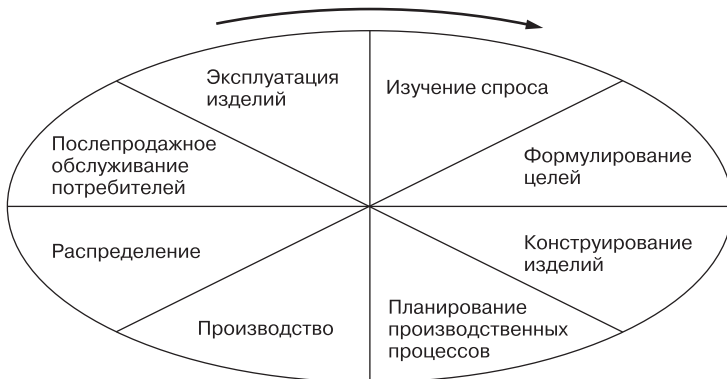 Эксплуатация
изделий
Изучение спроса
Послепродажное
обслуживание
потребителей
Формулирование
целей
Распределение
Конструирование
изделий
Производство
Планирование
производственных
процессов